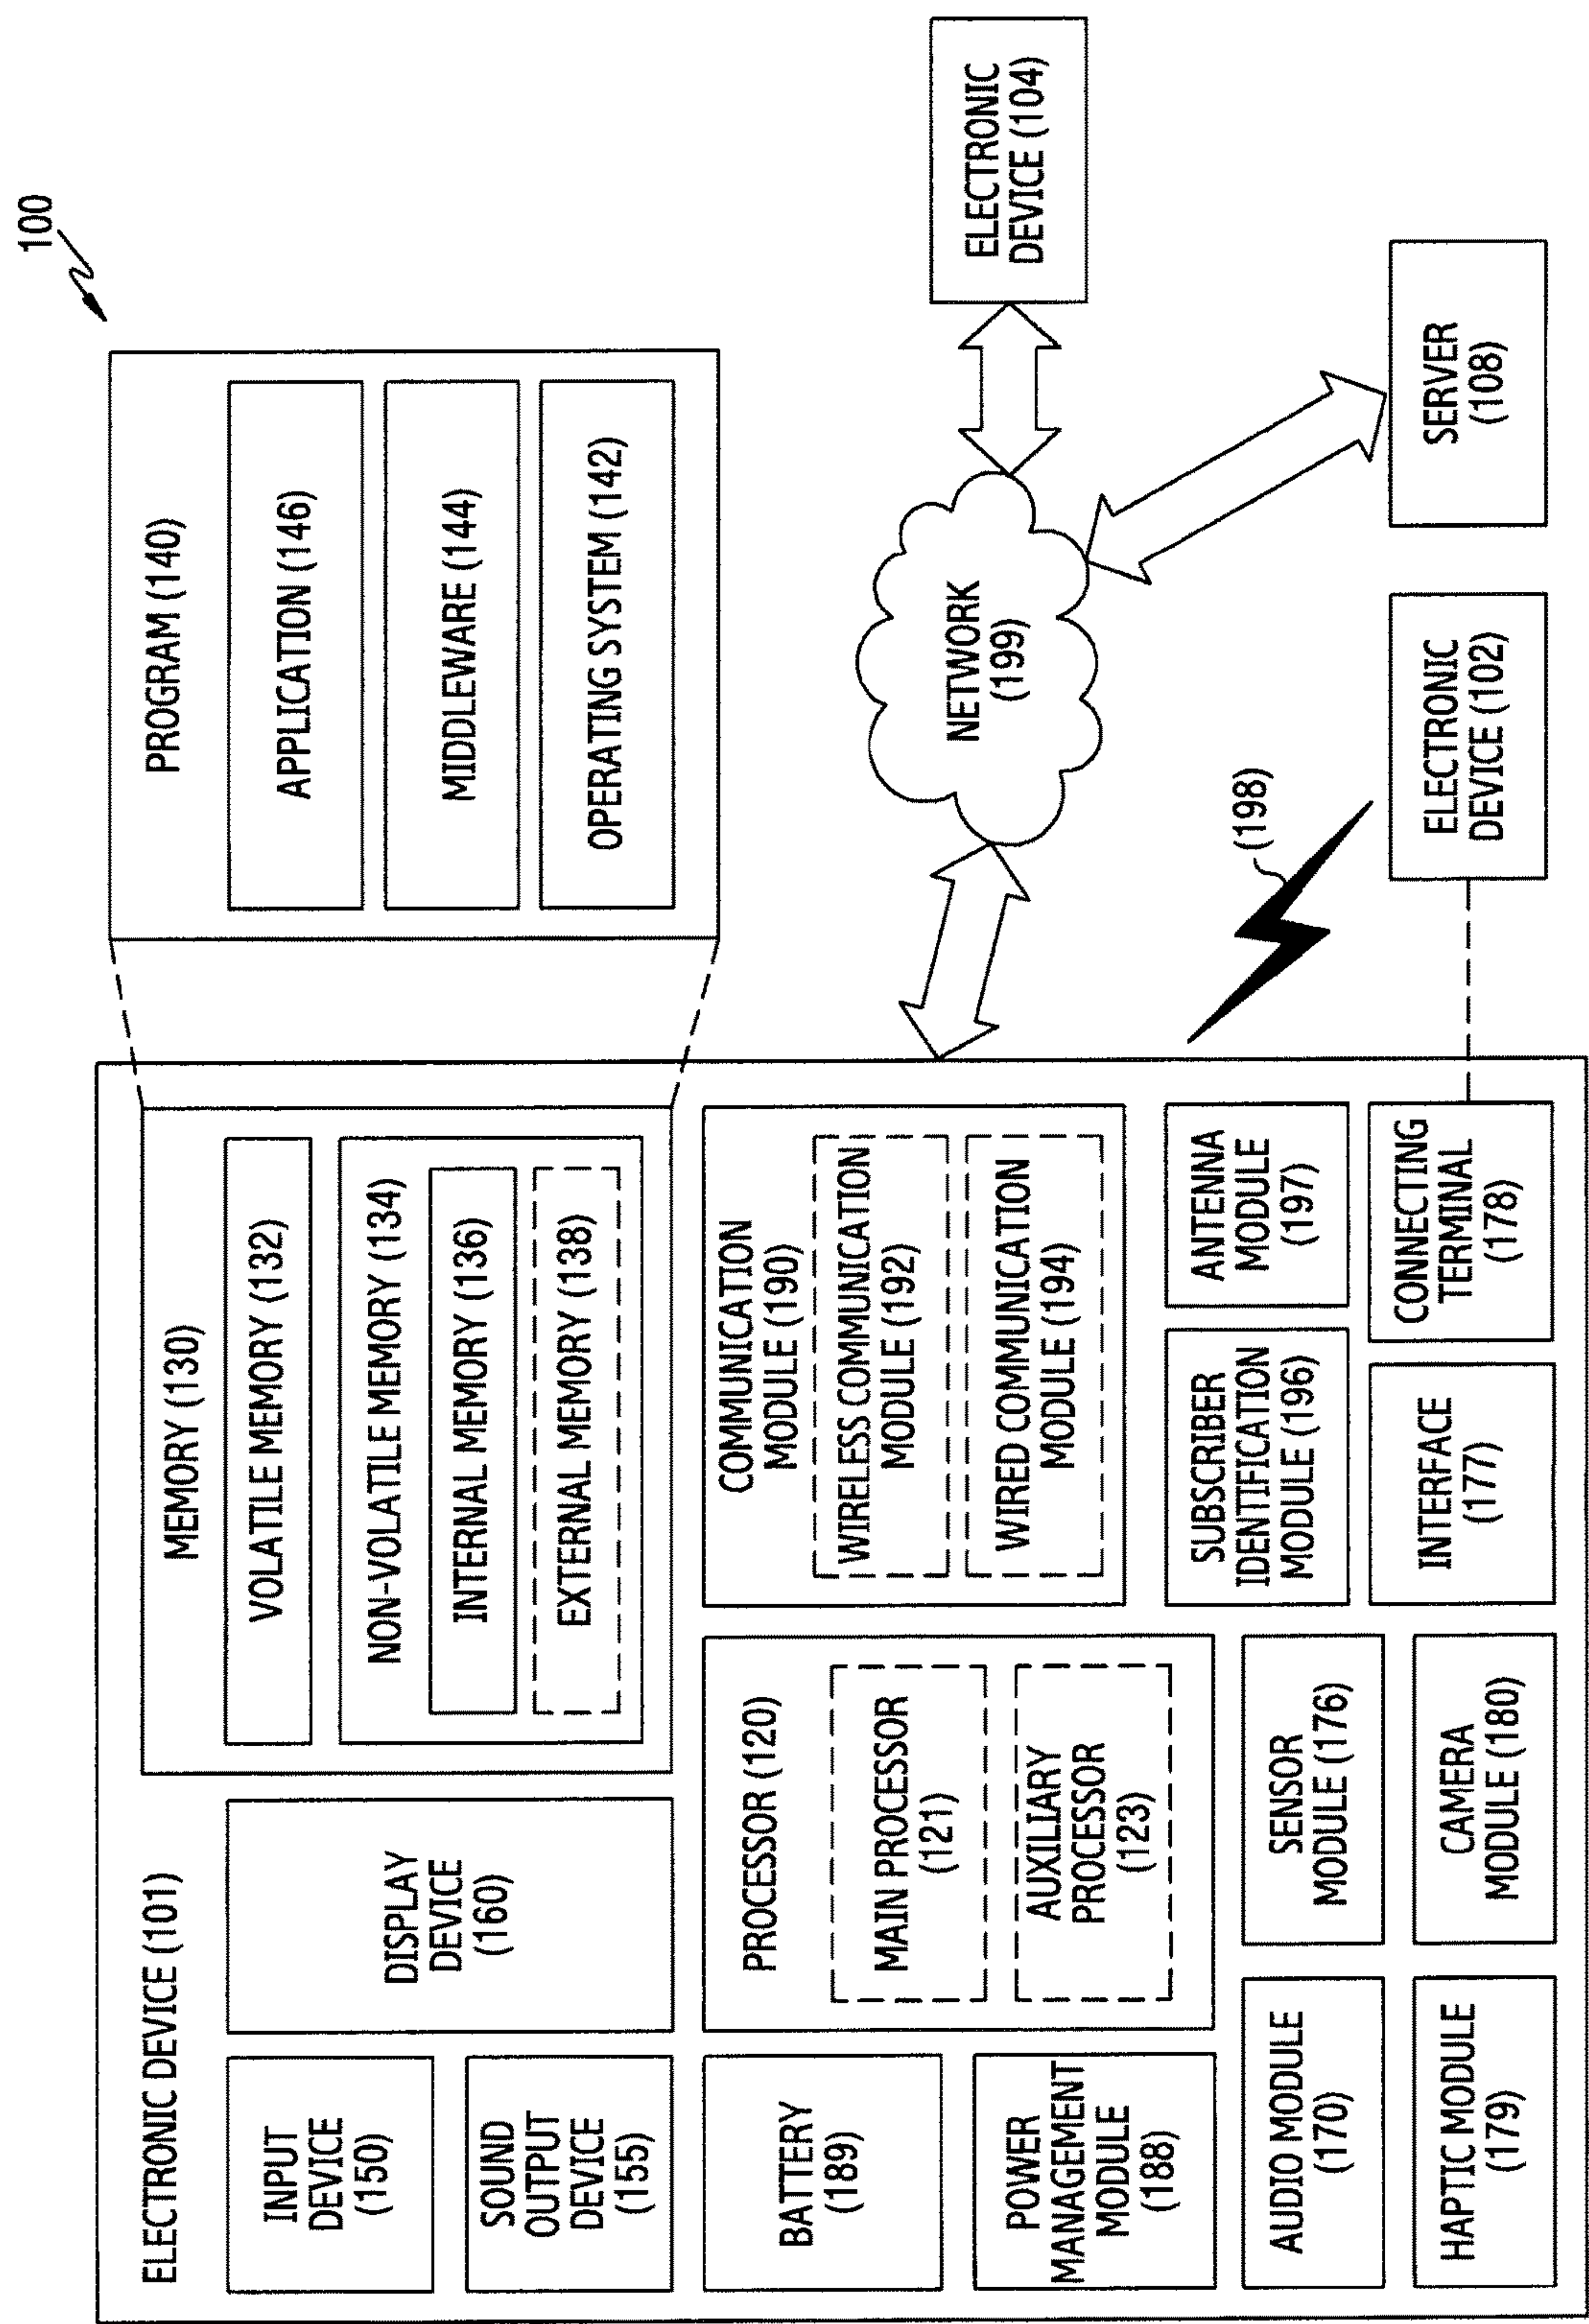 100
ELECTRONIC DEVICE (101)
INPUT
DEVICE
(150)
SOUND
OUTPUT
DEVICE
(155)
DISPLAY
DEVICE
(160)
MEMORY (130)
VOLATILE MEMORY (132)
NON-VOLATILE MEMORY (134)
INTERNAL MEMORY (136)
EXTERNAL MEMORY (138)
PROGRAM (140)
APPLICATION (146)
MIDDLEWARE (144)
OPERATING SYSTEM (142)
BATTERY
(189)
POWER
MANAGEMENT
MODULE
(188)
PROCESSOR (120)
MAIN PROCESSOR
(121)
AUXILIARY
PROCESSOR
(123)
COMMUNICATION
MODULE (190)
WIRELESS COMMUNICATION
MODULE (192)
WIRED COMMUNICATION
MODULE (194)
NETWORK
(199)
ELECTRONIC
DEVICE (104)
AUDIO MODULE
(170)
SENSOR
MODULE (176)
SUBSCRIBER
IDENTIFICATION
MODULE (196)
ANTENNA
MODULE
(197)
(198)
HAPTIC MODULE
(179)
CAMERA
MODULE (180)
INTERFACE
(177)
CONNECTING
TERMINAL
(178)
ELECTRONIC
DEVICE (102)
SERVER
(108)